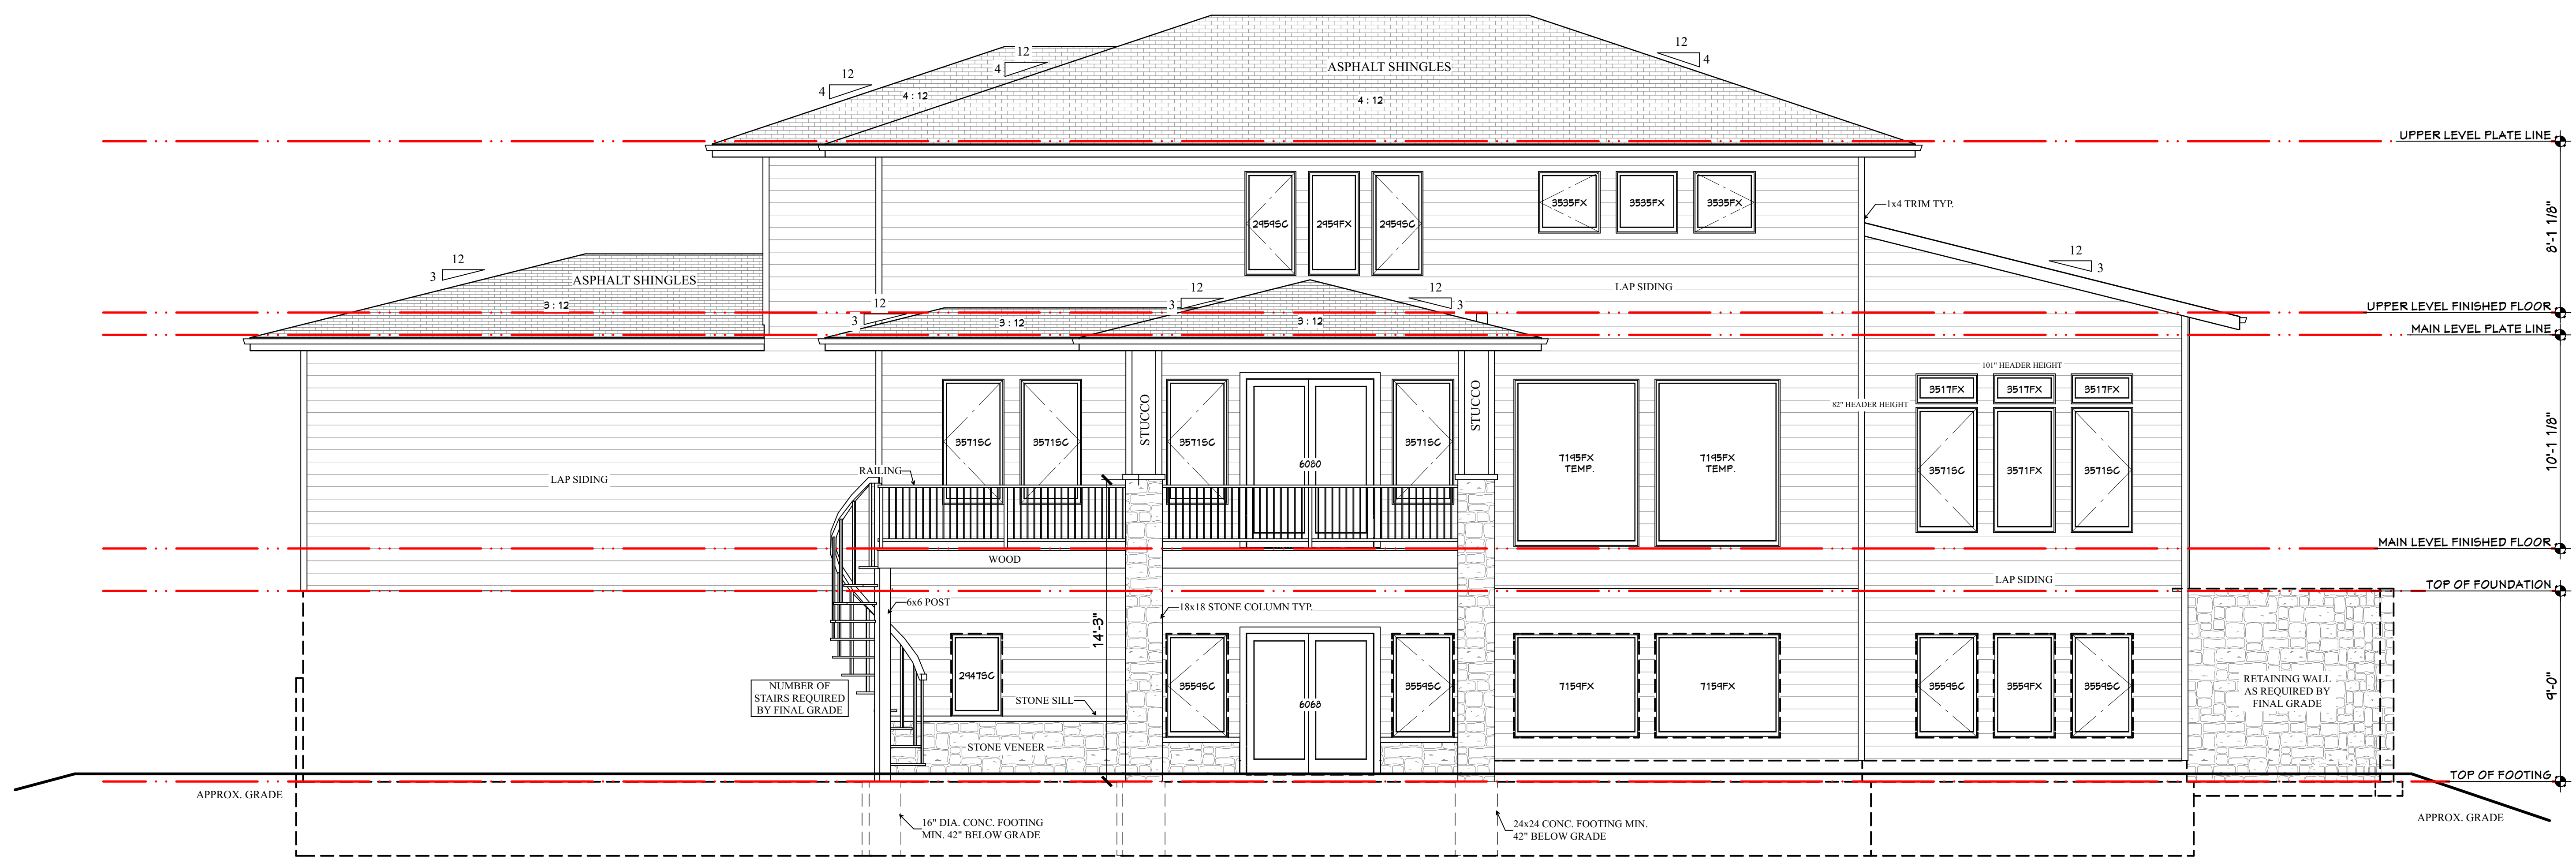 12
4
12
4
ASPHALT SHINGLES
12
4
4 : 12
4 : 12
UPPER LEVEL PLATE LINE
2959SC
2959FX
2959SC
3535FX
3535FX
3535FX
1x4 TRIM TYP.
8'-1 1/8"
12
3
ASPHALT SHINGLES
3 : 12
12
3
LAP SIDING
12
3
12
3
12
3
3 : 12
3 : 12
UPPER LEVEL FINISHED FLOOR
MAIN LEVEL PLATE LINE
101" HEADER HEIGHT
3517FX
3517FX
3517FX
82" HEADER HEIGHT
STUCCO
STUCCO
3571SC
3571SC
3571SC
6080
3571SC
7195FX
TEMP.
7195FX
TEMP.
3571SC
3571FX
3571SC
10'-1 1/8"
RAILING
LAP SIDING
MAIN LEVEL FINISHED FLOOR
WOOD
LAP SIDING
TOP OF FOUNDATION
6x6 POST
18x18 STONE COLUMN TYP.
14'-3"
2947SC
3559SC
6068
3559SC
7159FX
7159FX
3559SC
3559FX
3559SC
9'-0"
NUMBER OF
STAIRS REQUIRED
BY FINAL GRADE
STONE SILL
STONE VENEER
RETAINING WALL
AS REQUIRED BY
FINAL GRADE
TOP OF FOOTING
APPROX. GRADE
16" DIA. CONC. FOOTING
MIN. 42" BELOW GRADE
24x24 CONC. FOOTING MIN.
42" BELOW GRADE
APPROX. GRADE